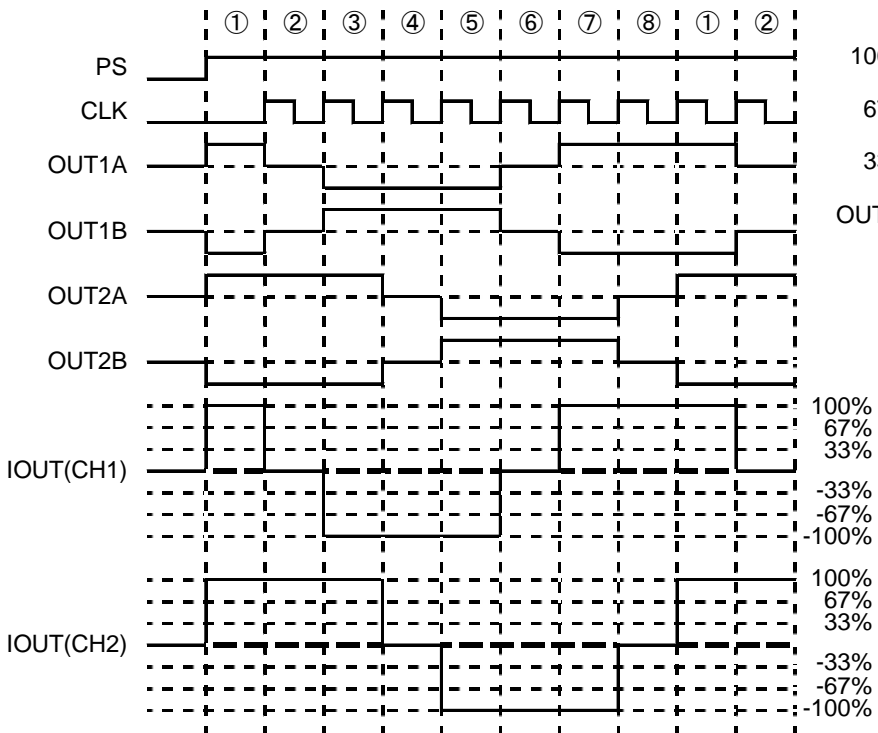 ① ② ③ ④ ⑤ ⑥ ⑦ ⑧ ① ②
PS
CLK
OUT1A
OUT1B
OUT2A
OUT2B
IOUT(CH1)
100%
67%
33%
-33%
-67%
-100%
IOUT(CH2)
100%
67%
33%
-33%
-67%
-100%